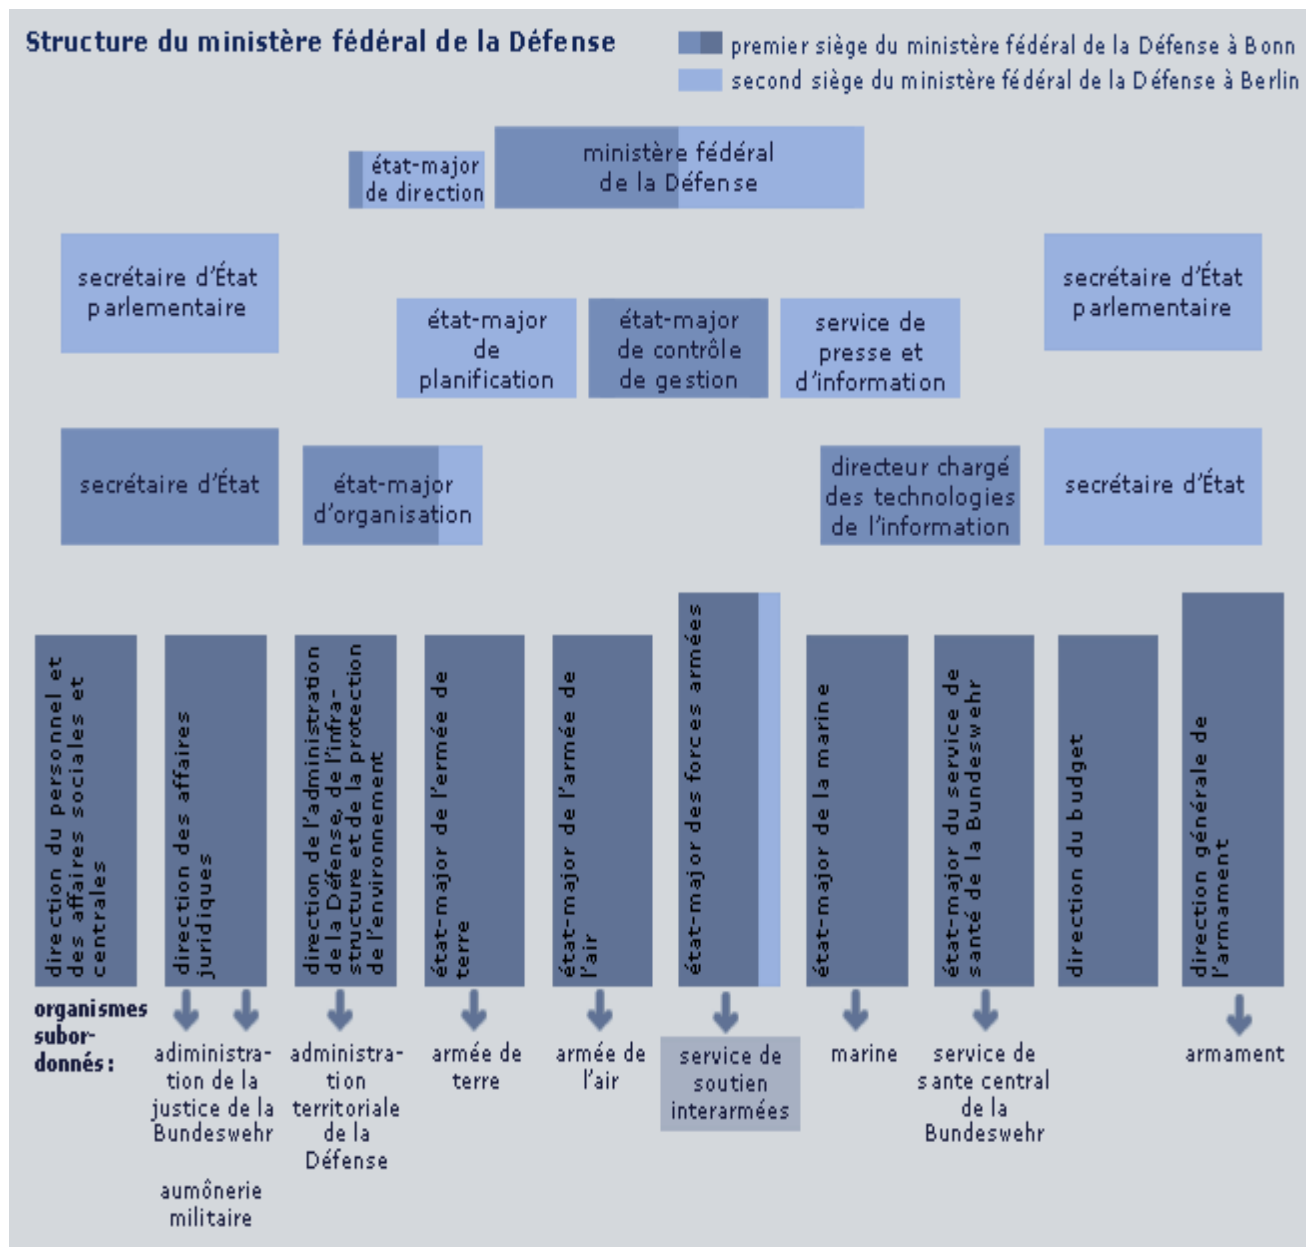 Structure du ministère fédéral de la Défense
premier siège du ministère fédéral de la Défense à Bonn
second siège du ministère fédéral de la Défense à Berlin
état-major
de direction
ministère fédéral
de la Défense
secrétaire d'État
parlementaire
état-major
de
planification
état-major
de contrôle
de gestion
service de
presse et
d'information
secrétaire d'État
parlementaire
secrétaire d'État
état-major
d'organisation
directeur chargé
des technologies
de l'information
secrétaire d'État
direction du personnel et
des affaires sociales et
centrales
direction des affaires
juridiques
direction de l'administration
de la Défense, de l'infra-
structure et de la protection
de l'environnement
état-major de l'ermée de
terre
état-major de l'armée de
l'air
état-major des forces armées
état-major de la marine
état-major du service de
santé de la Bundeswehr
direction du budget
direction générale de
l'armament
organismes
subor-
donnés :
adiministra-
tion de la
justice de la
Bundeswehr
aumônerie
militaire
administra-
tion
territoriale
de la
Défense
armée de
terre
armée de
l'air
service de
soutien
interarmées
marine
service de
sante central
de la
Bundeswehr
armament